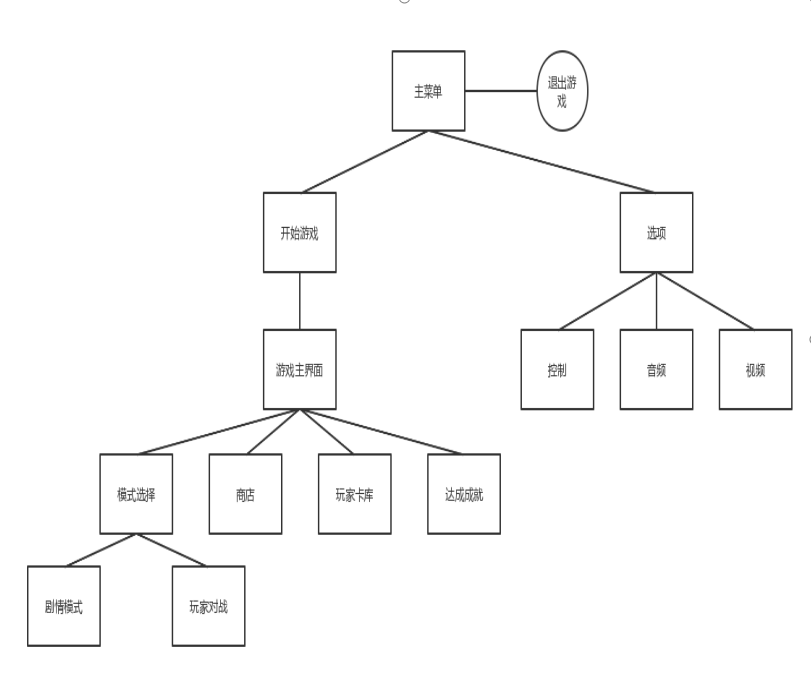 主菜单
退出游
戏
开始游戏
选项
游戏主界面
控制
音频
视频
模式选择
商店
玩家卡库
达成成就
剧情模式
玩家对战